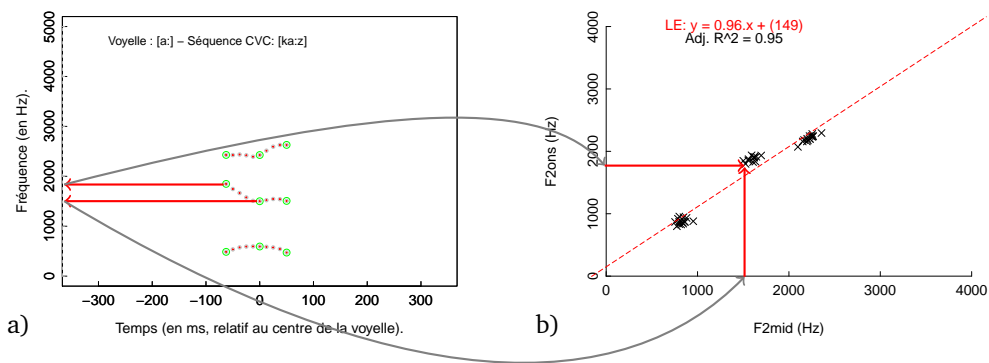 Voyelle : [a:] – Séquence CVC: [ka:z]
Fréquence (en Hz).
5000
4000
3000
2000
1000
0
−300
−200
−100
0
100
200
300
Temps (en ms, relatif au centre de la voyelle).
a)
LE: y = 0.96.x + (149)
Adj. R^2 = 0.95
F2ons (Hz)
4000
3000
2000
1000
0
0
1000
2000
3000
4000
F2mid (Hz)
b)